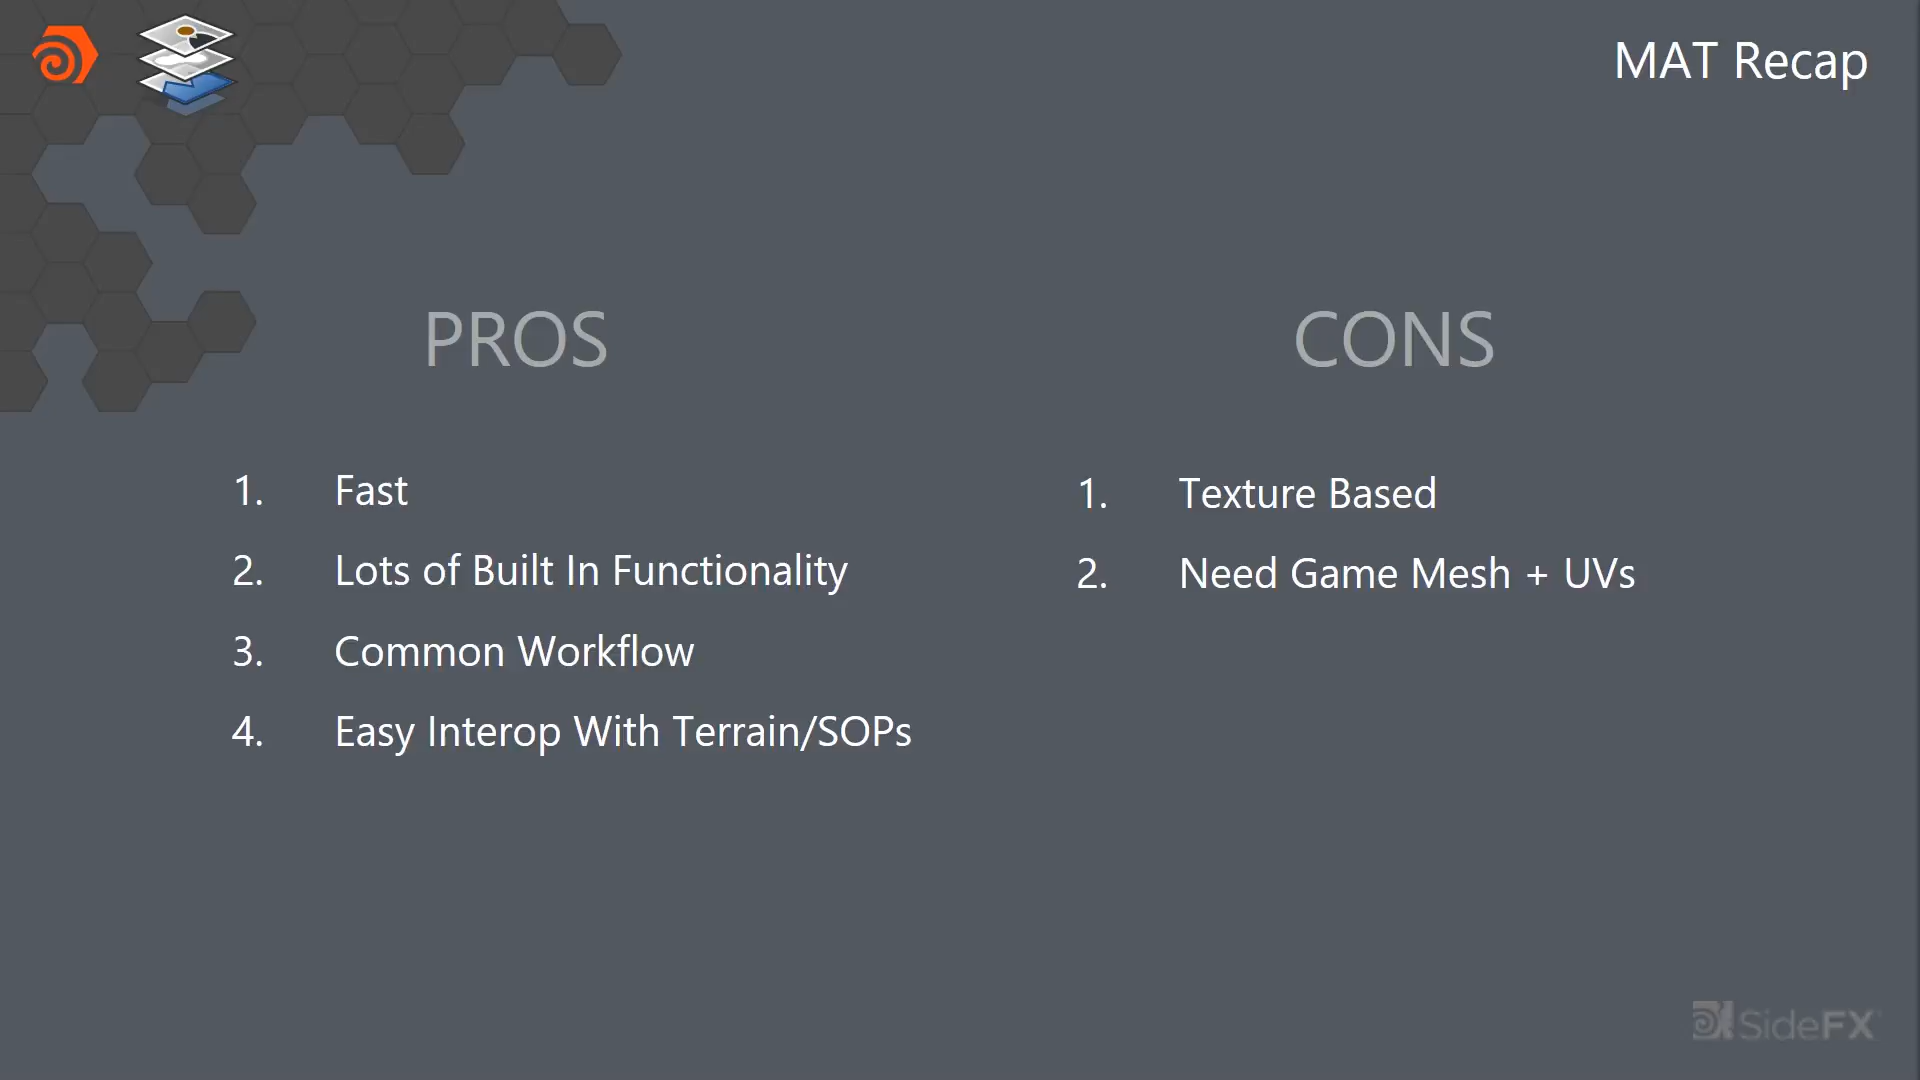 MAT Recap
PROS
1. Fast
2. Lots of Built In Functionality
3. Common Workflow
4. Easy Interop With Terrain/SOPs
CONS
1. Texture Based
2. Need Game Mesh + UVs
SideFX